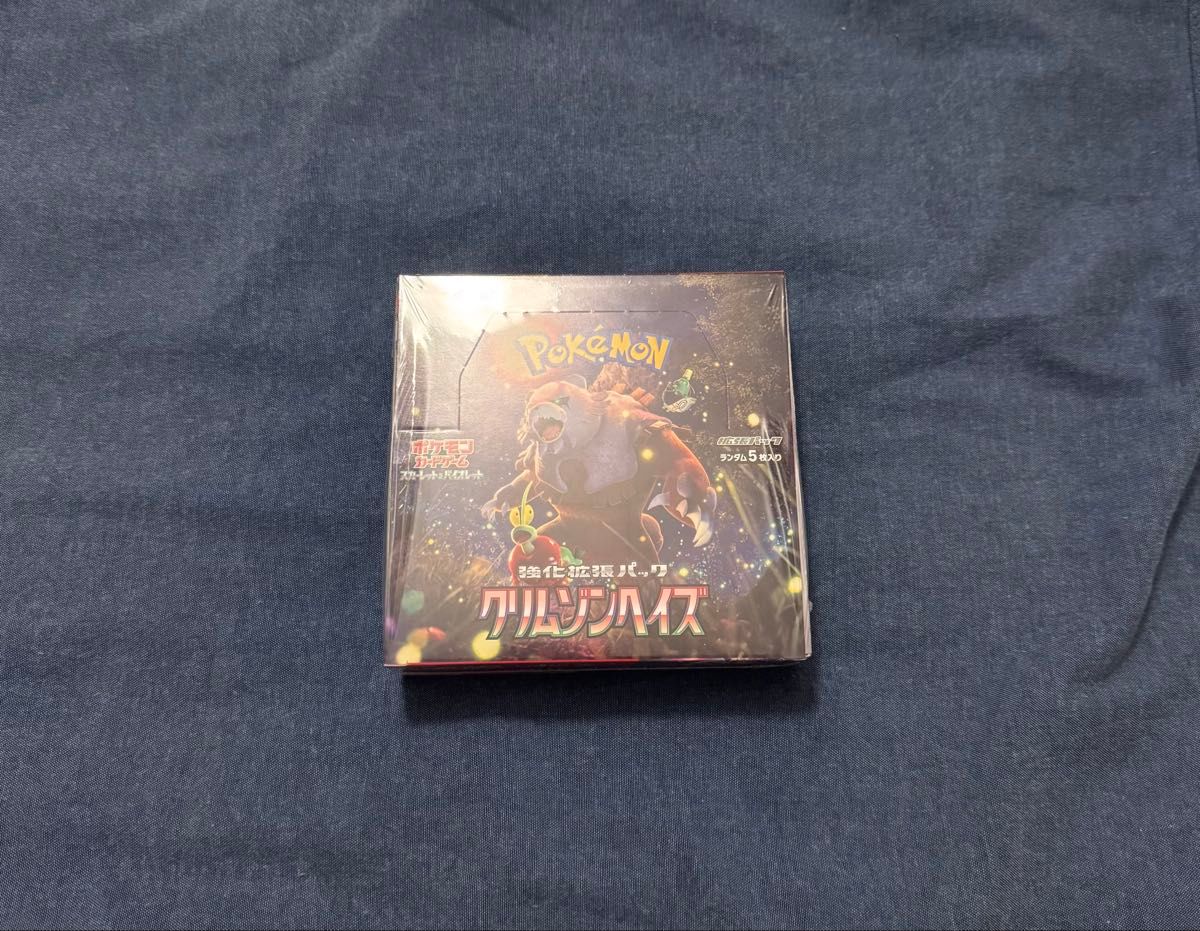 POKéMON
ポケモン
カードゲーム
スカーレット&バイオレット
拡張パック
ランダム5枚入り
強化拡張パック
クリムゾンヘイズ